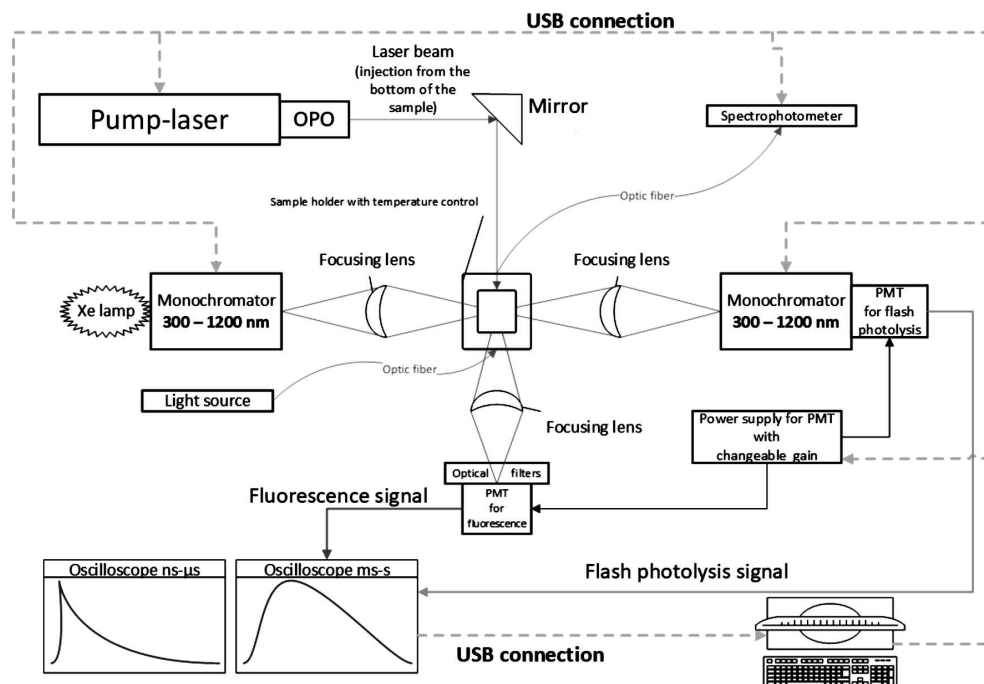 USB connection
Laser beam
(injection from the
bottom of the
sample)
Pump-laser
OPO
Mirror
Spectrophotometer
Optic fiber
Sample holder with temperature control
Focusing lens
Focusing lens
Xe lamp
Monochromator
300 – 1200 nm
Monochromator
300 – 1200 nm
PMT
for flash
photolysis
Optic fiber
Light source
Focusing lens
Power supply for PMT
with
changeable gain
Optical filters
PMT
for
fluorescence
Fluorescence signal
Oscilloscope ns-µs
Oscilloscope ms-s
Flash photolysis signal
USB connection